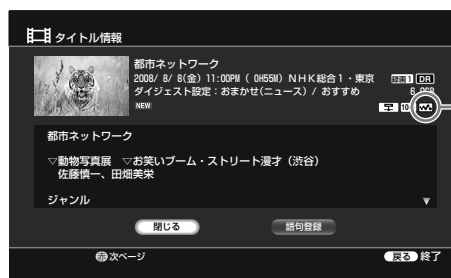 タイトル情報
都市ネットワーク
2008/ 8/ 8(金) 11:00PM ( 0H55M) NHK総合1・東京 録画1 DR
ダイジェスト設定：おまかせ(ニュース) / おすすめ
NEW
都市ネットワーク
▽動物写真展 ▽お笑いブーム・ストリート漫才（渋谷）
佐藤慎一、田畑美栄
ジャンル
閉じる 語句登録
赤 次ページ 戻る 終了